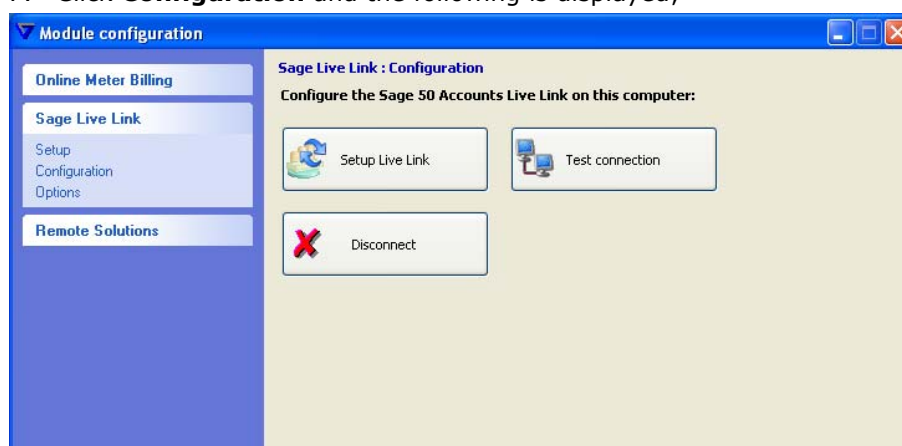 Click Configuration and the following is displayed;
Module configuration
Online Meter Billing
Sage Live Link
Setup
Configuration
Options
Remote Solutions
Sage Live Link : Configuration
Configure the Sage 50 Accounts Live Link on this computer:
Setup Live Link
Test connection
Disconnect